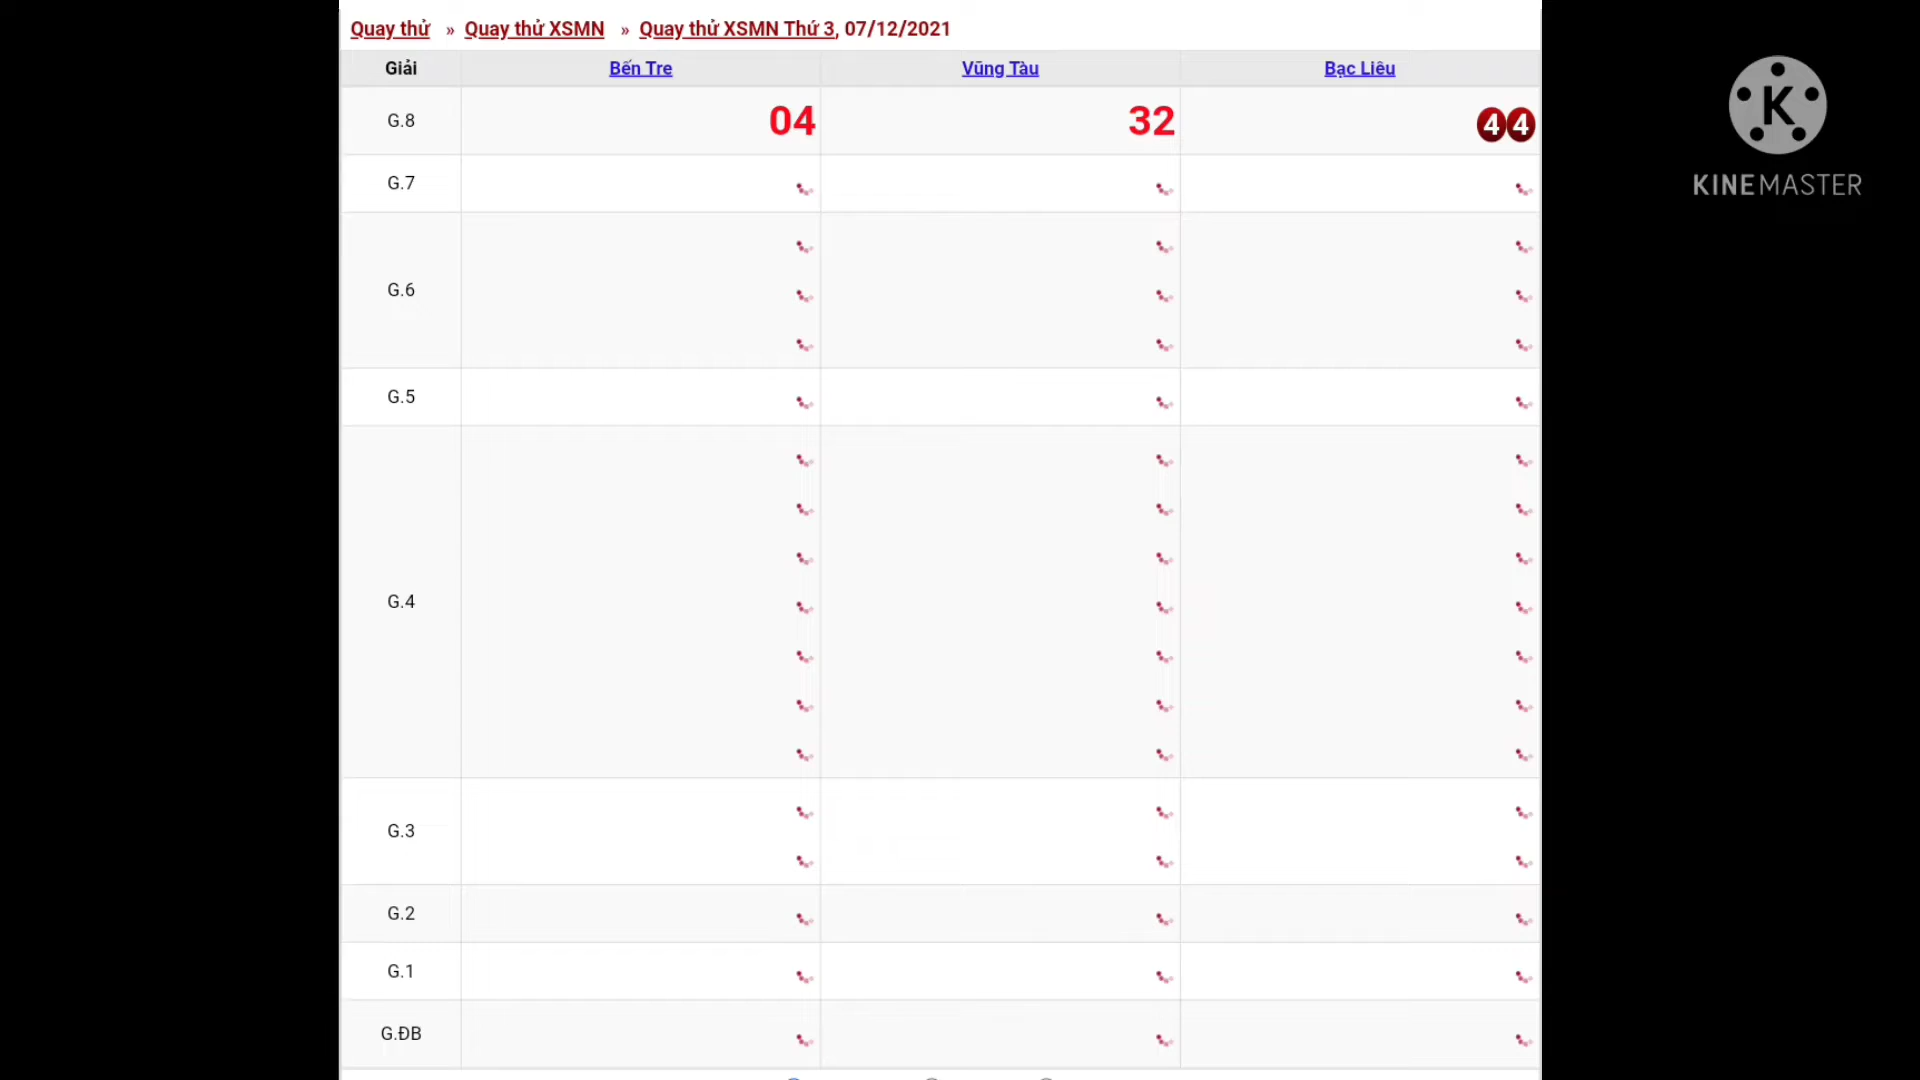 Quay thử » Quay thử XSMN » Quay thử XSMN Thứ 3, 07/12/2021
Giải Bến Tre Vũng Tàu Bạc Liêu
G.8 04 32 44
G.7
G.6
G.5
G.4
G.3
G.2
G.1
G.ĐB
K
KINEMASTER